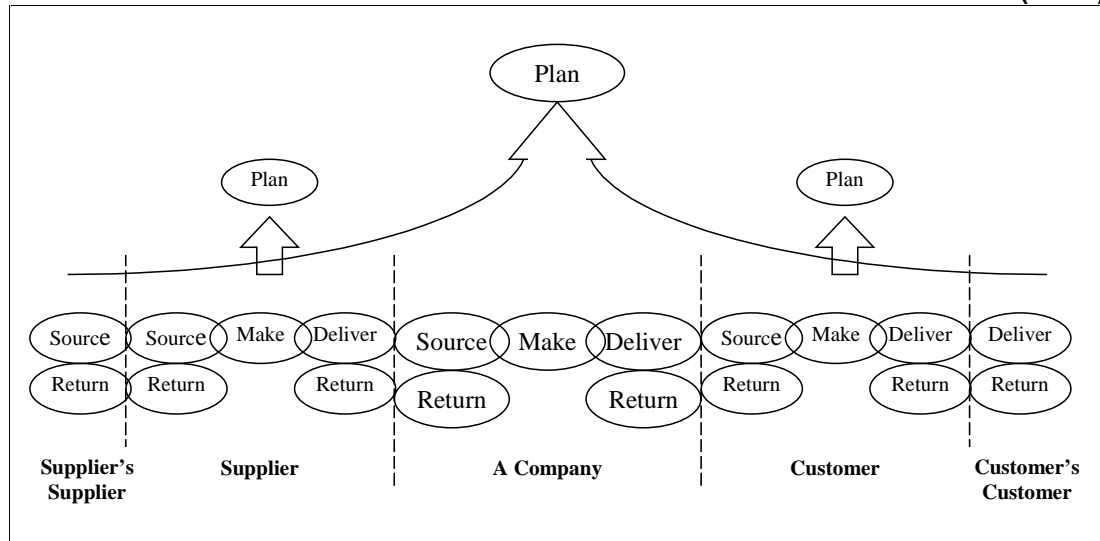 Plan
Plan Plan
Source Source Make Deliver Source Make Deliver Source Make Deliver Deliver
Return Return Return Return Return Return Return Return
Supplier's Supplier A Company Customer Customer's
Supplier Customer